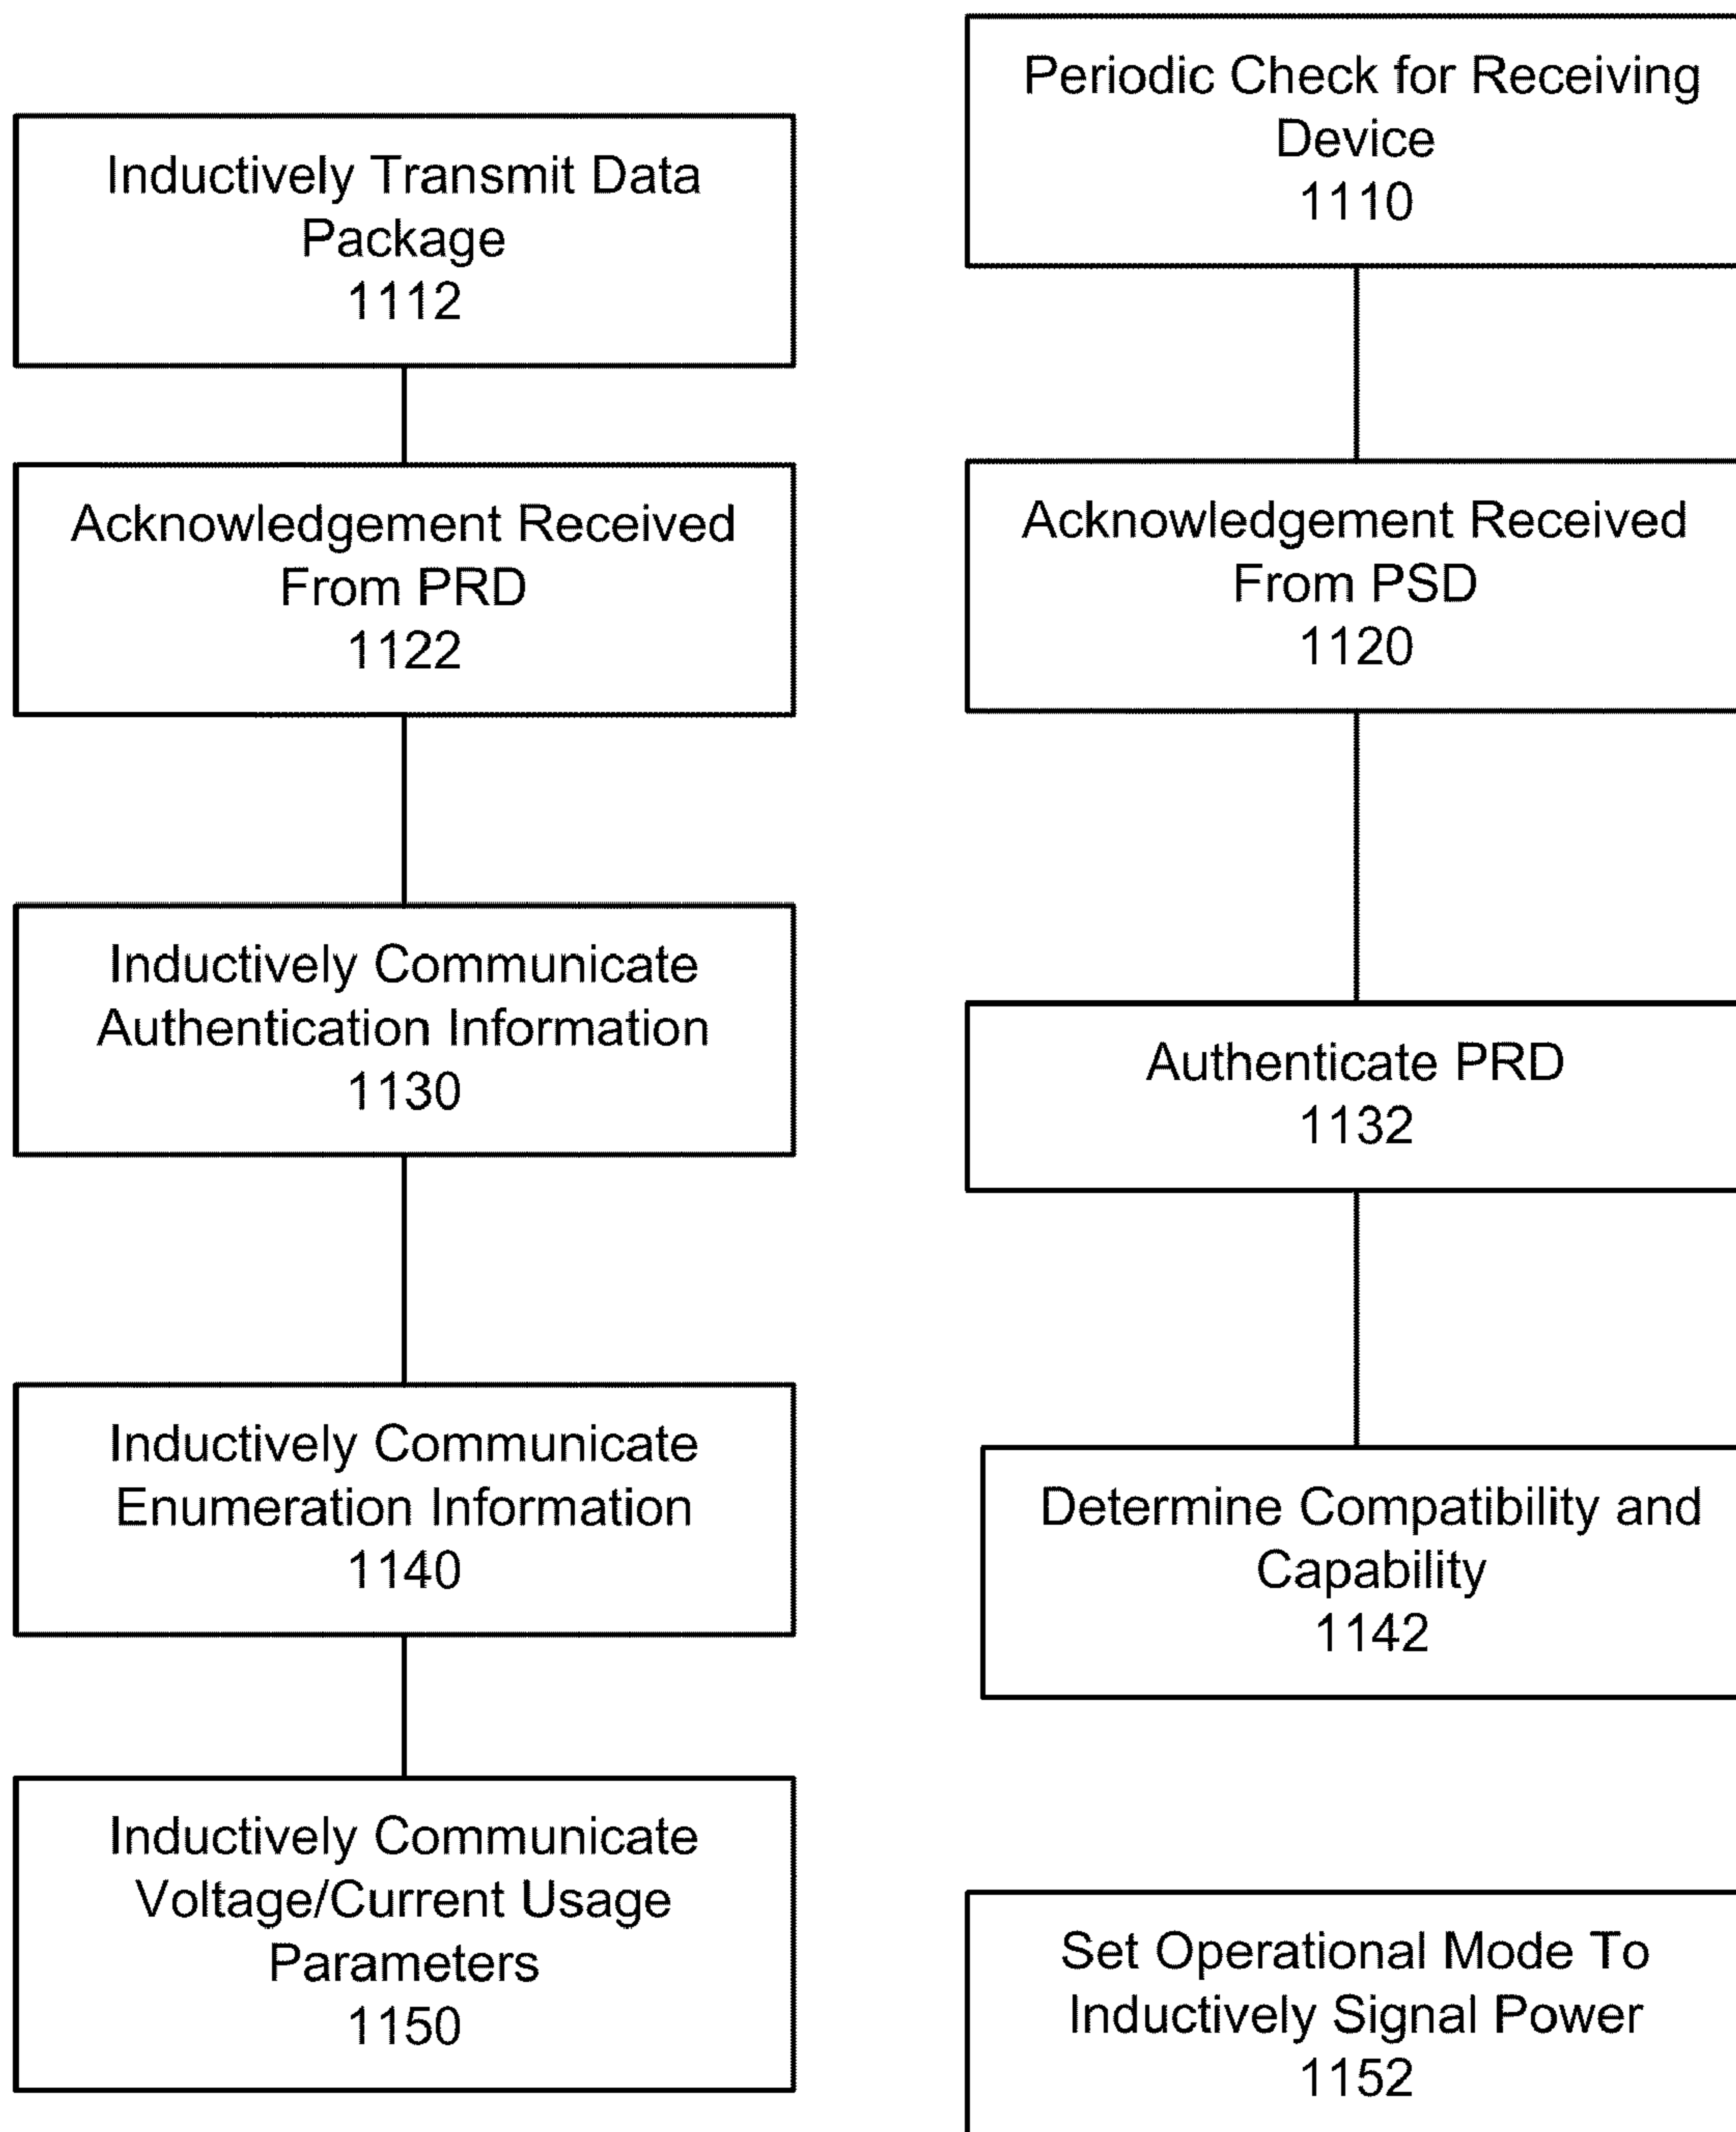 Inductively Transmit Data
Package
1112
Acknowledgement Received
From PRD
1122
Inductively Communicate
Authentication Information
1130
Inductively Communicate
Enumeration Information
1140
Inductively Communicate
Voltage/Current Usage
Parameters
1150
Periodic Check for Receiving
Device
1110
Acknowledgement Received
From PSD
1120
Authenticate PRD
1132
Determine Compatibility and
Capability
1142
Set Operational Mode To
Inductively Signal Power
1152